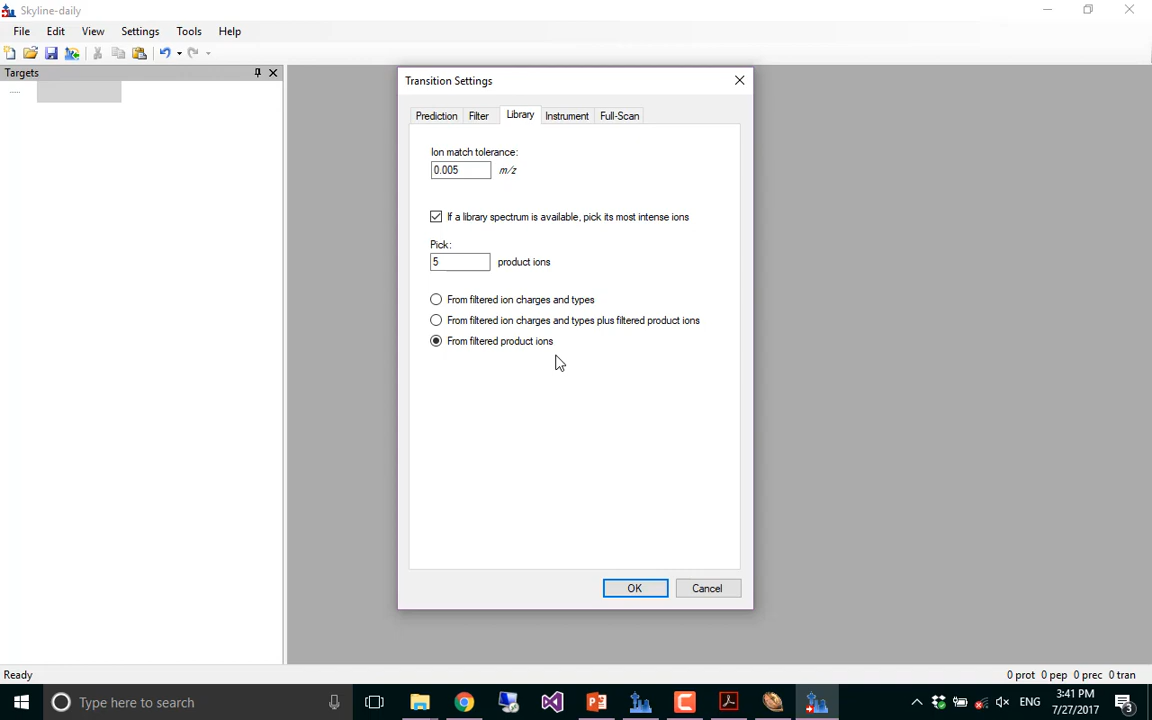 Skyline-daily
File Edit View Settings Tools Help
Targets
Transition Settings
Prediction Filter Library Instrument Full-Scan
Ion match tolerance:
0.005 m/z
If a library spectrum is available, pick its most intense ions
Pick:
5 product ions
From filtered ion charges and types
From filtered ion charges and types plus filtered product ions
From filtered product ions
OK Cancel
Ready 0 prot 0 pep 0 prec 0 tran
Type here to search
ENG
3:41 PM
7/27/2017
3